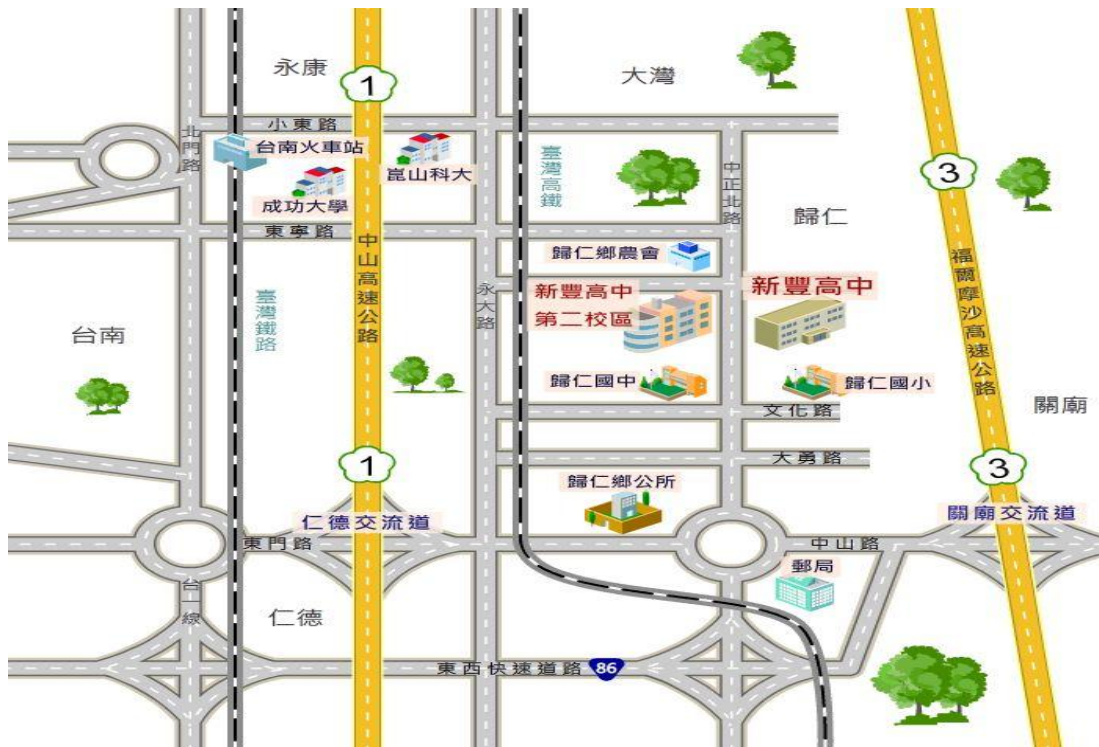 永康
1
大灣
小東路
北門路
台南火車站
崑山科大
臺灣高鐵
中正北路
3
成功大學
歸仁
東寧路
中山高速公路
歸仁鄉農會
福爾摩沙高速公路
永大路
新豐高中
第二校區
新豐高中
臺灣鐵路
台南
歸仁國中
歸仁國小
文化路
關廟
1
大勇路
3
歸仁鄉公所
仁德交流道
關廟交流道
東門路
中山路
郵局
台一線
仁德
東西快速道路
86